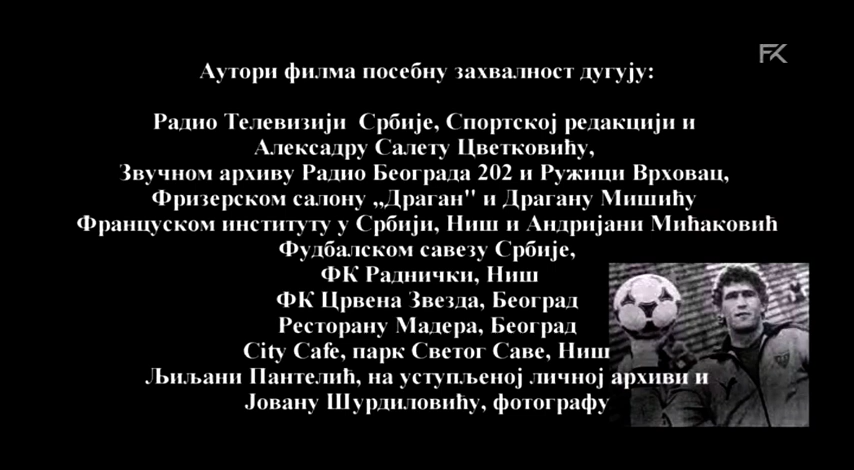 FK
Аутори филма посебну захвалност дугују:
Радио Телевизији Србије, Спортској редакцији и
Алексадру Салету Цветковићу,
Звучном архиву Радио Београда 202 и Ружици Врховац,
Фризерском салону „Драган" и Драгану Мишићу
Француском институту у Србији, Ниш и Андријани Мићаковић
Фудбалском савезу Србије,
ФК Раднички, Ниш
ФК Црвена Звезда, Београд
Ресторану Мадера, Београд
City Cafe, парк Светог Саве, Ниш
Љиљани Пантелић, на уступљеној личној архиви и
Јовану Шурдиловићу, фотографу